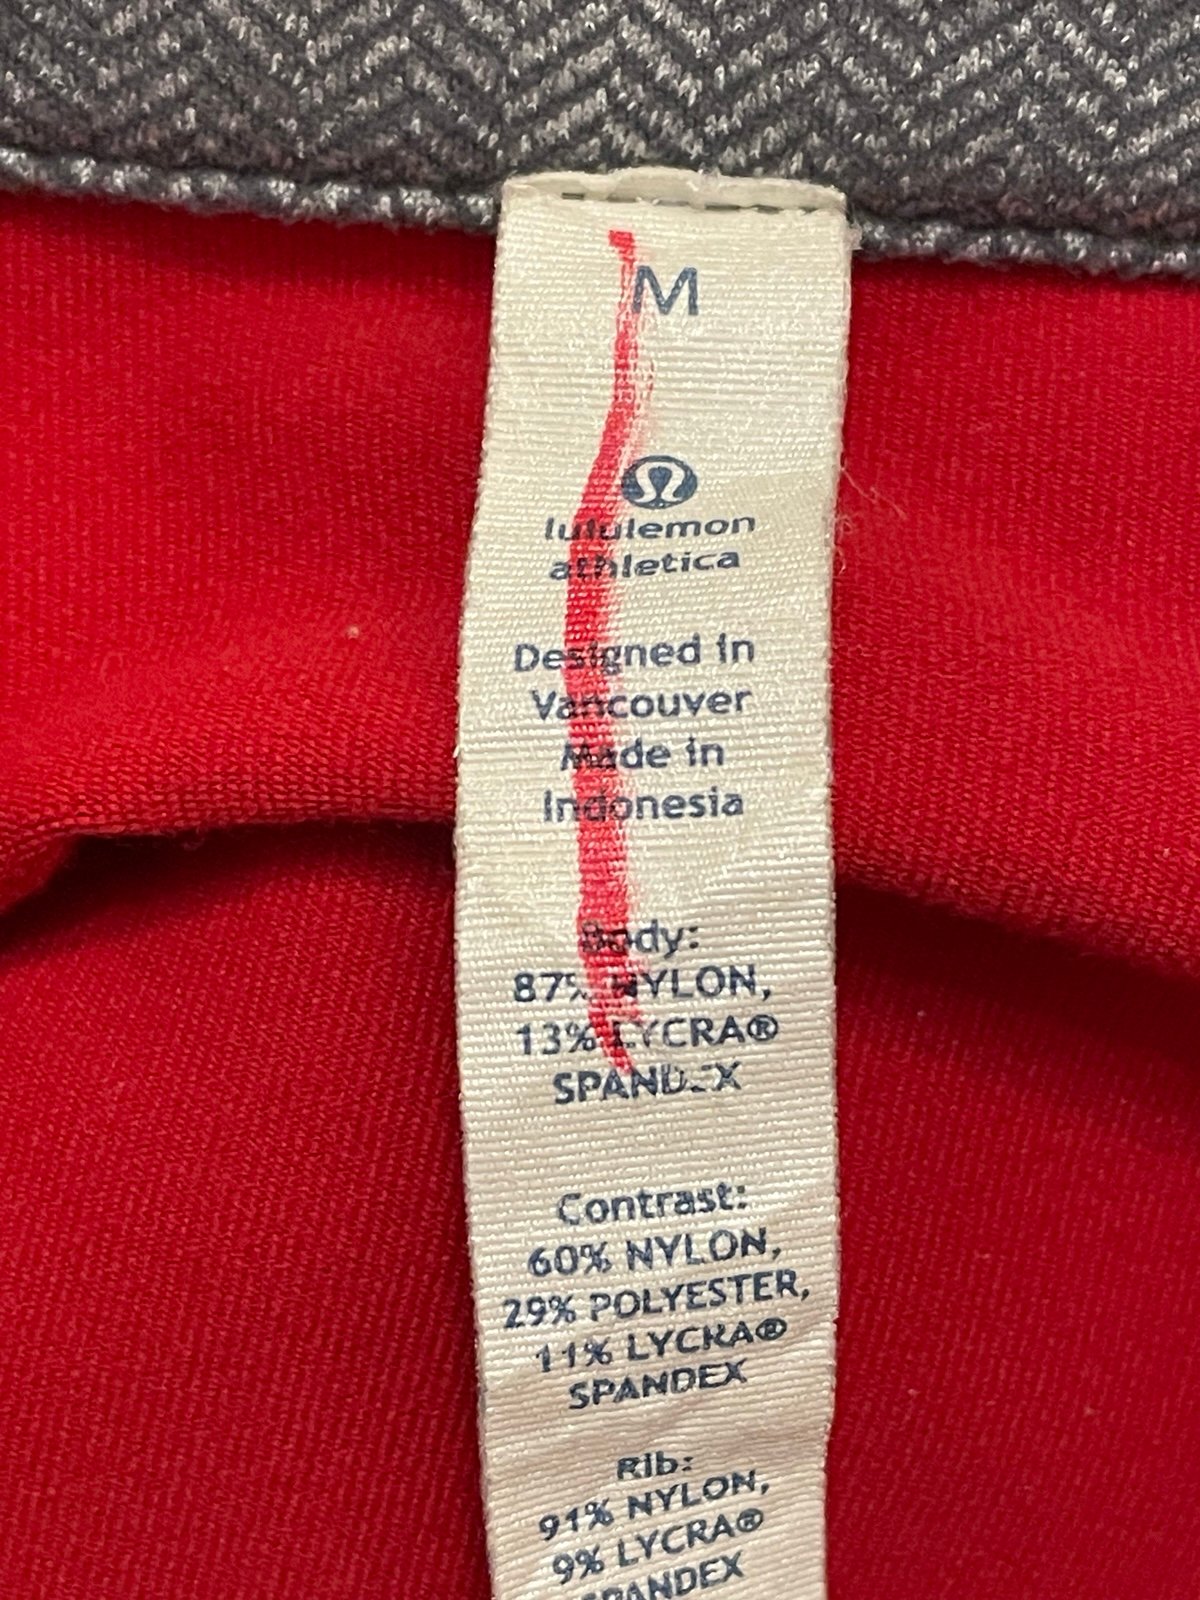 M
lululemon
athletica
Designed in
Vancouver
Made in
Indonesia
Body:
87% NYLON,
13% LYCRA®
SPANDEX
Contrast:
60% NYLON,
29% POLYESTER,
11% LYCRA®
SPANDEX
Rib:
91% NYLON,
9% LYCRA®
SPANDEX